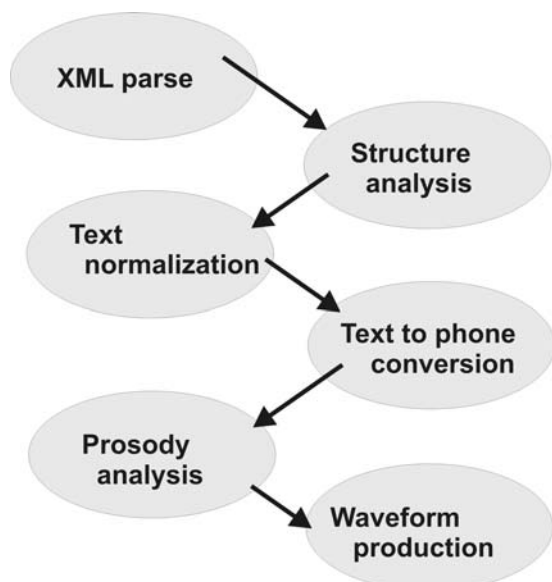 XML parse
Structure
analysis
Text
normalization
Text to phone
conversion
Prosody
analysis
Waveform
production